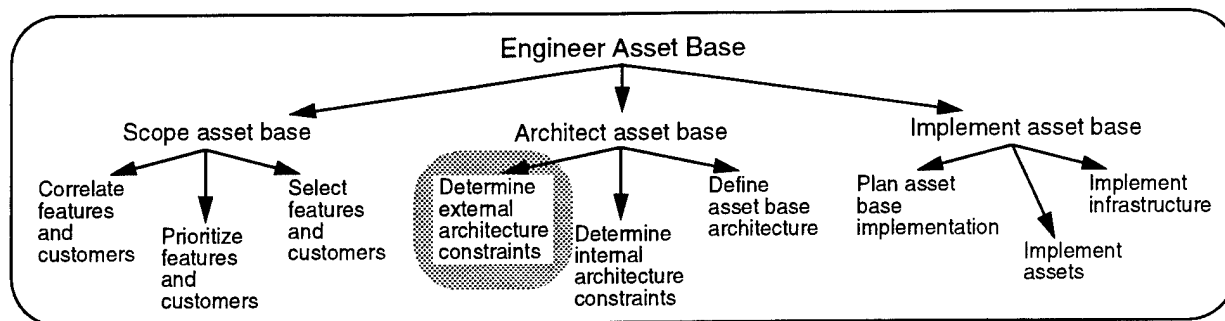 Engineer Asset Base
Scope asset base
Architect asset base
Implement asset base
Correlate
features
and
customers
Prioritize
features
and
customers
Select
features
and
customers
Determine
external
architecture
constraints
Determine
internal
architecture
constraints
Define
asset base
architecture
Plan asset
base
implementation
Implement
assets
Implement
infrastructure